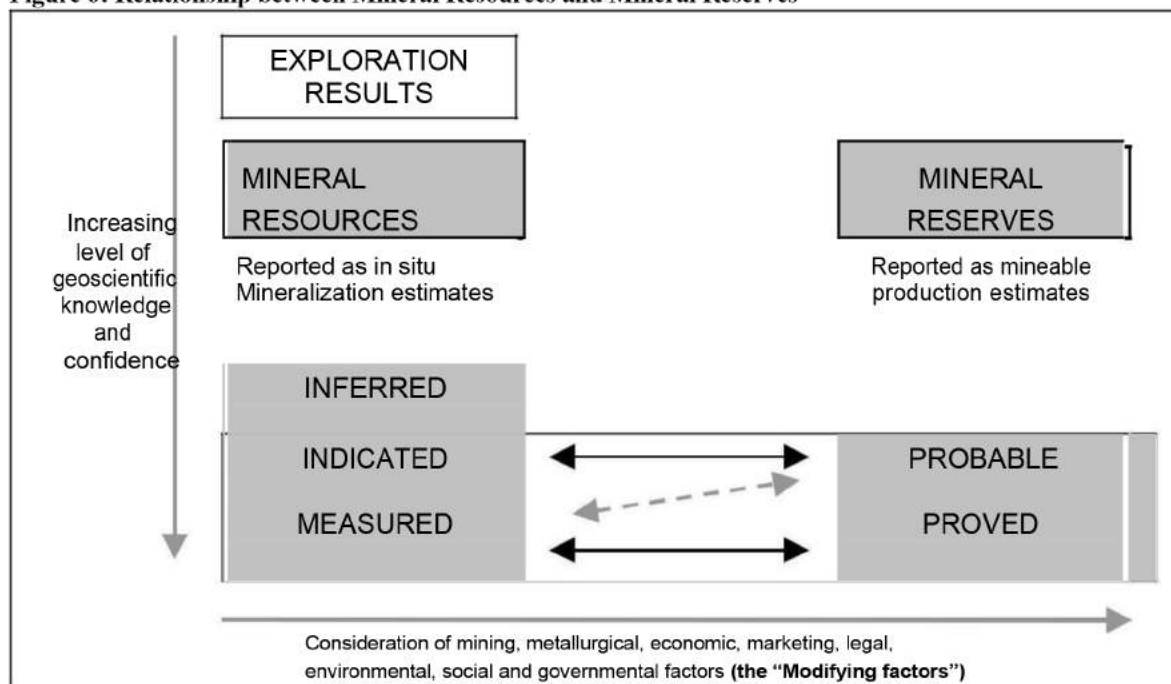 Figure 6: Relationship between Mineral Resources and Mineral Reserves
EXPLORATION
RESULTS
MINERAL
RESOURCES
MINERAL
RESERVES
Increasing
level of
geoscientific
knowledge
and
confidence
Reported as in situ
Mineralization estimates
Reported as mineable
production estimates
INFERRED
INDICATED
PROBABLE
MEASURED
PROVED
Consideration of mining, metallurgical, economic, marketing, legal,
environmental, social and governmental factors (the “Modifying factors”)